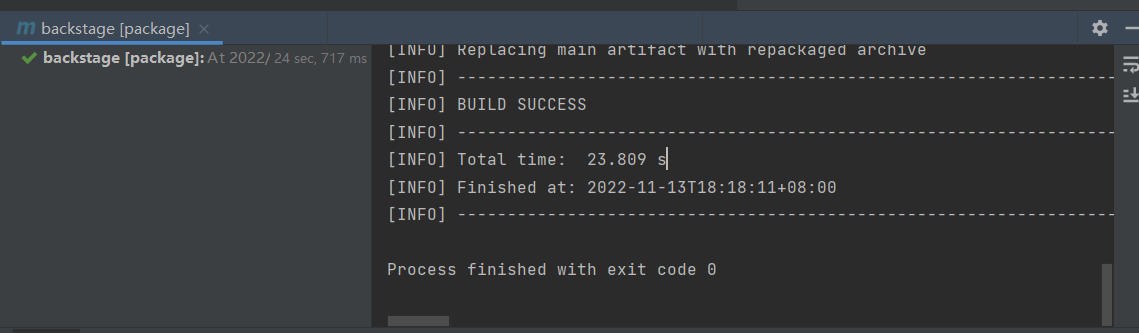 m backstage [package]
backstage [package]: At 2022/ 24 sec, 717 ms
[INFO] Replacing main artifact with repackaged archive
[INFO] ------------------------------------------------------------------
[INFO] BUILD SUCCESS
[INFO] ------------------------------------------------------------------
[INFO] Total time:  23.809 s
[INFO] Finished at: 2022-11-13T18:18:11+08:00
[INFO] ------------------------------------------------------------------
Process finished with exit code 0